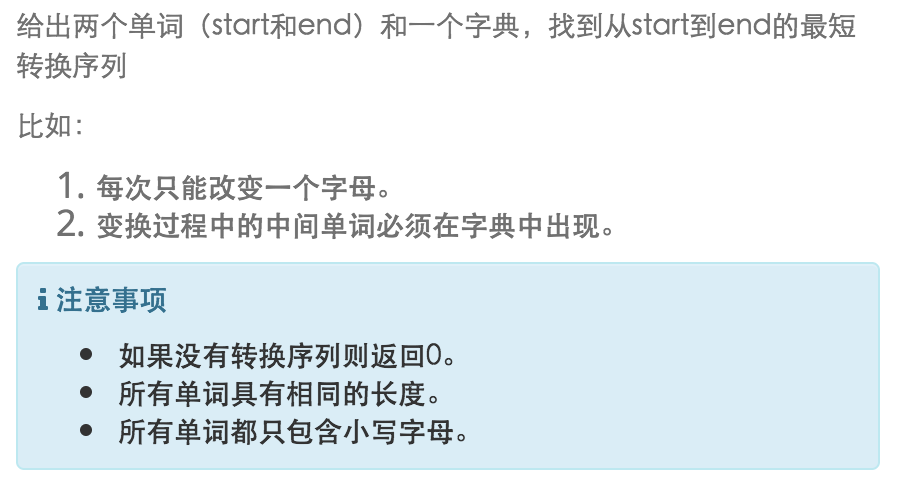 给出两个单词（start和end）和一个字典，找到从start到end的最短
转换序列
比如：
1. 每次只能改变一个字母。
2. 变换过程中的中间单词必须在字典中出现。
注意事项
如果没有转换序列则返回0。
所有单词具有相同的长度。
所有单词都只包含小写字母。